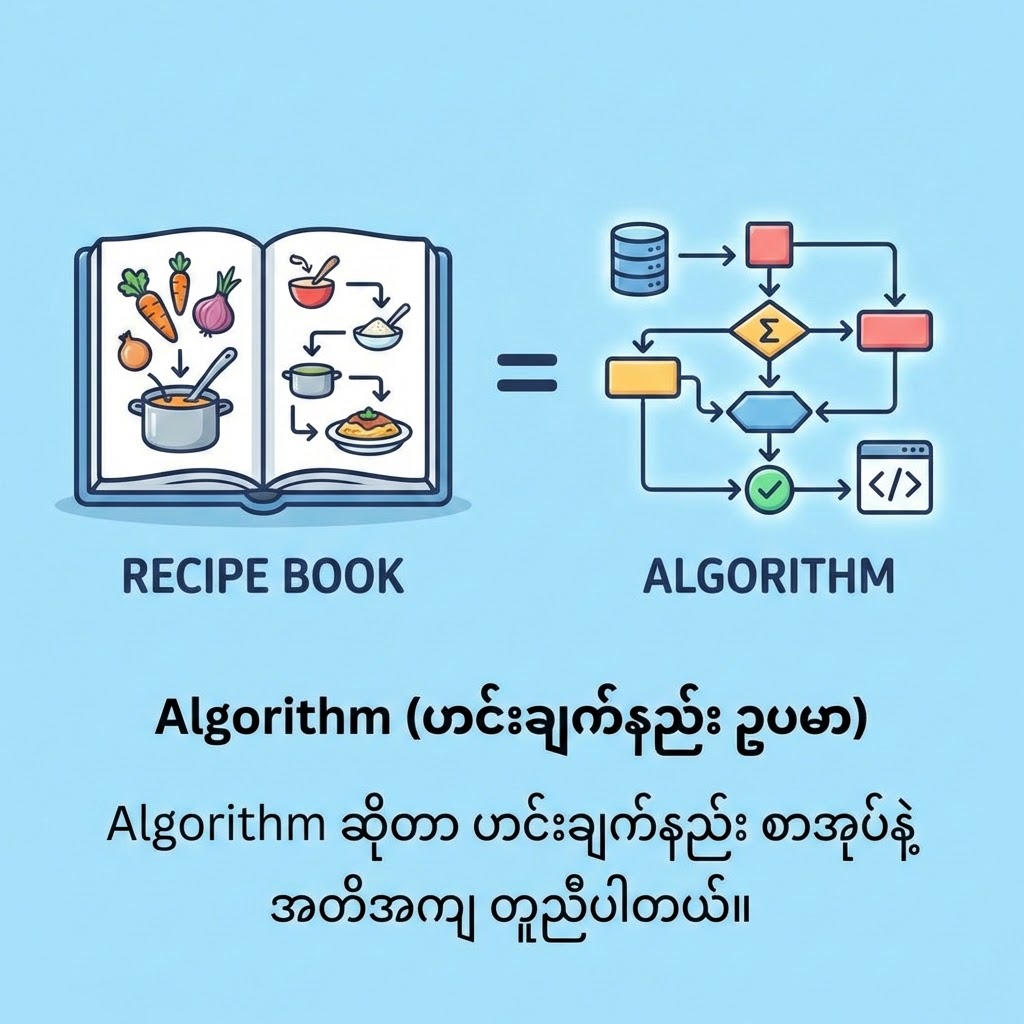 Σ
</>
RECIPE BOOK
=
ALGORITHM
Algorithm (ဟင်းချက်နည်း ဥပမာ)
Algorithm ဆိုတာ ဟင်းချက်နည်း စာအုပ်နဲ့
အတိအကျ တူညီပါတယ်။